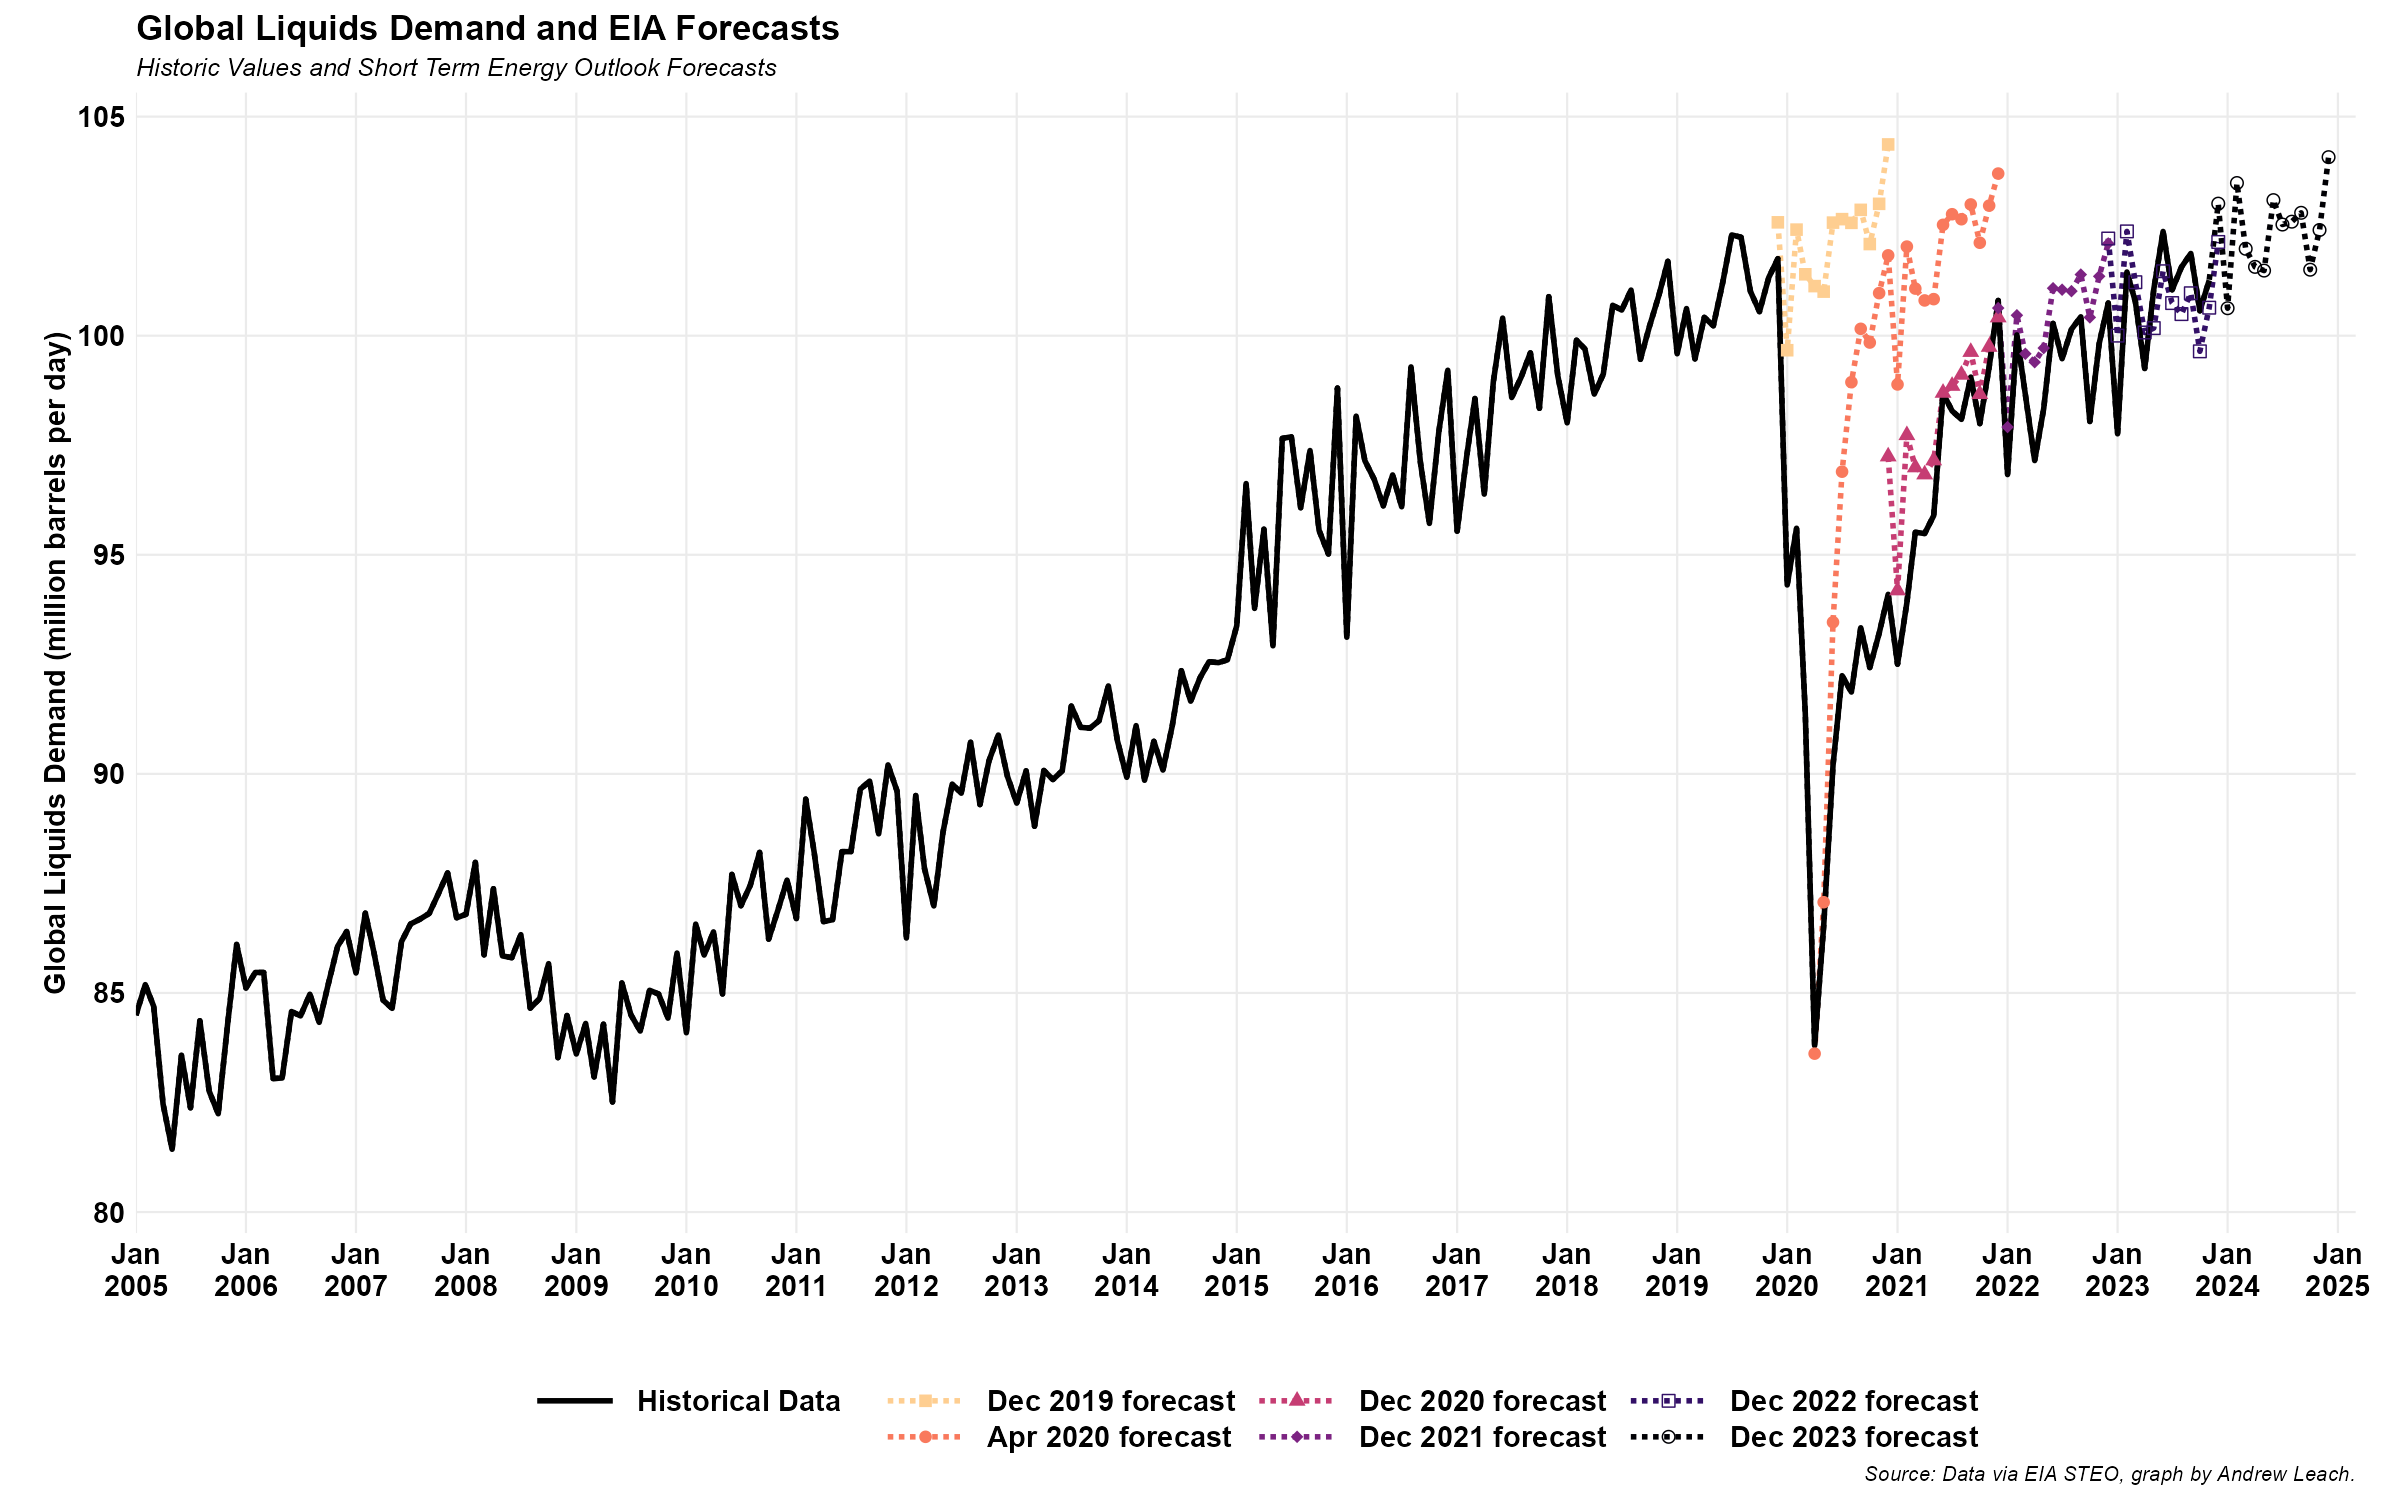 Global Liquids Demand and EIA Forecasts
Historic Values and Short Term Energy Outlook Forecasts
Global Liquids Demand (million barrels per day)
105
100
95
90
85
80
Jan 2005
Jan 2006
Jan 2007
Jan 2008
Jan 2009
Jan 2010
Jan 2011
Jan 2012
Jan 2013
Jan 2014
Jan 2015
Jan 2016
Jan 2017
Jan 2018
Jan 2019
Jan 2020
Jan 2021
Jan 2022
Jan 2023
Jan 2024
Jan 2025
Historical Data
Dec 2019 forecast
Apr 2020 forecast
Dec 2020 forecast
Dec 2021 forecast
Dec 2022 forecast
Dec 2023 forecast
Source: Data via EIA STEO, graph by Andrew Leach.